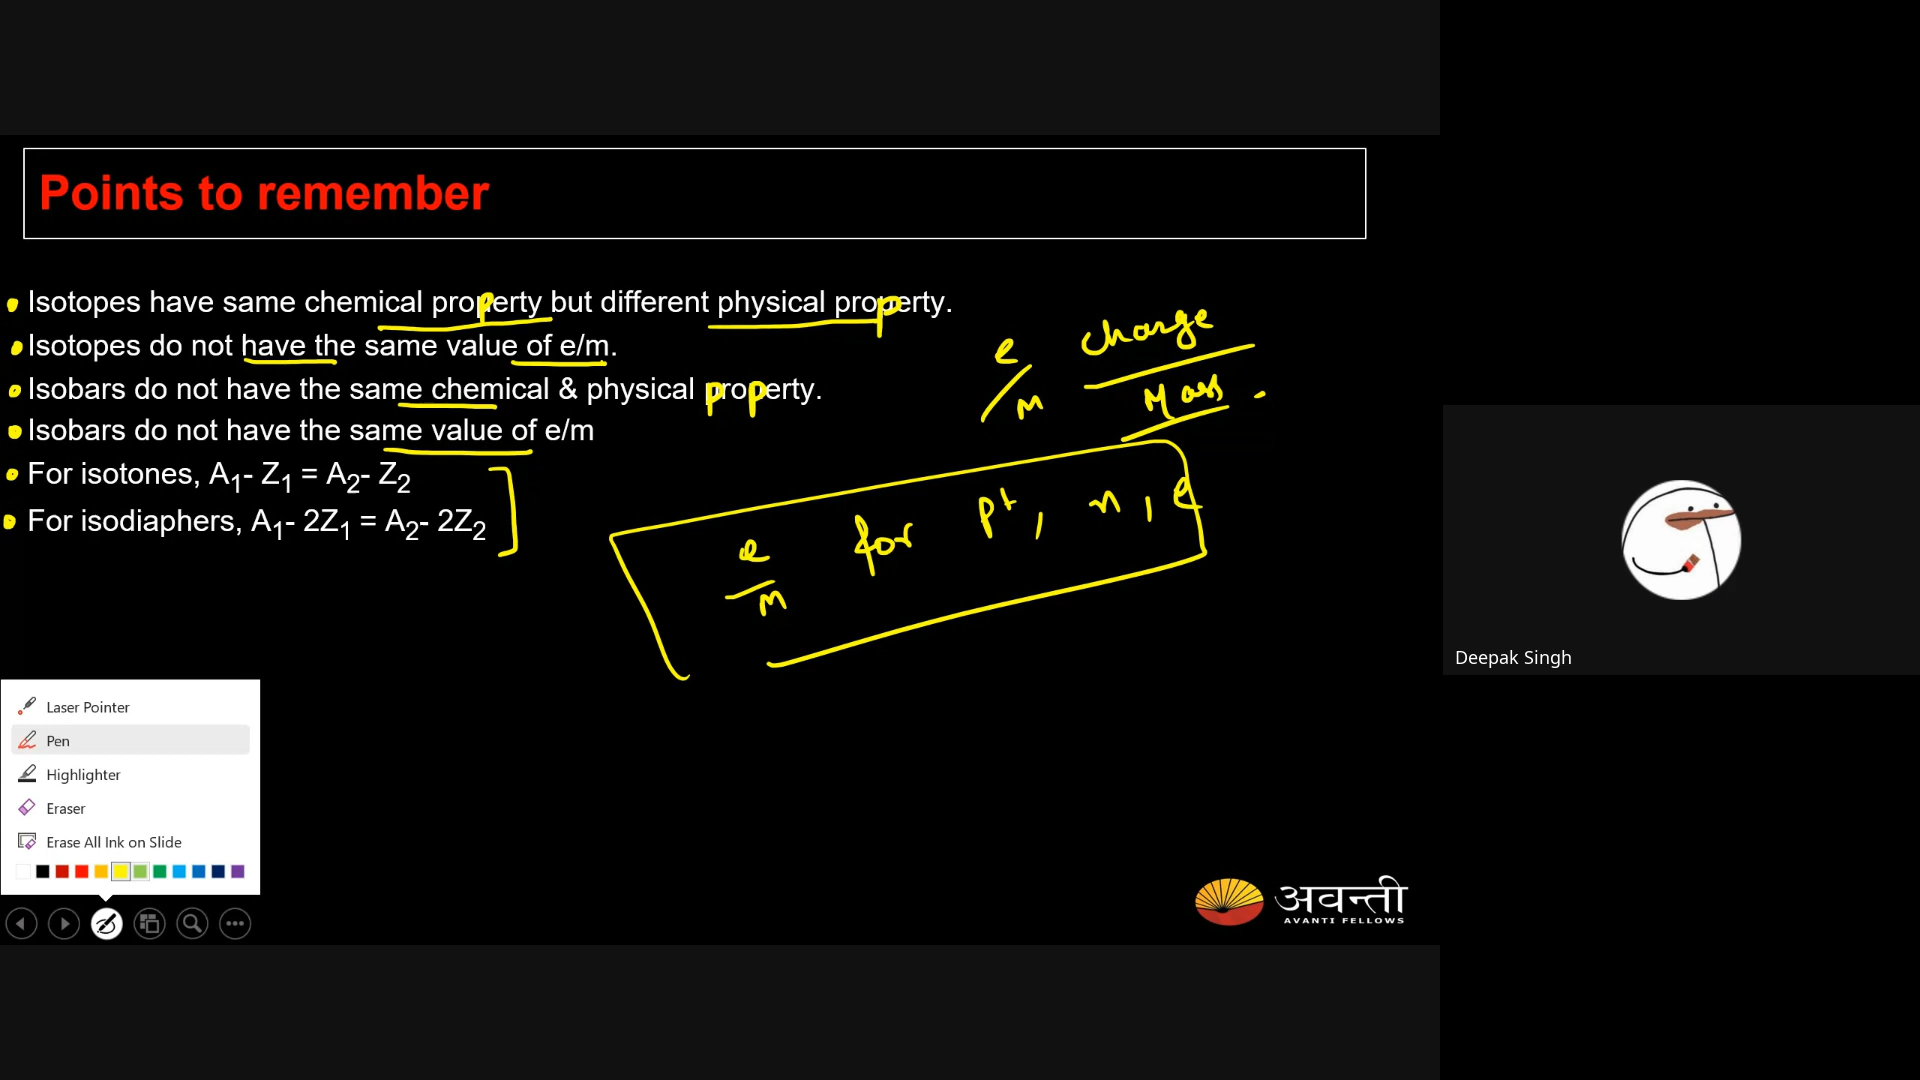 Points to remember
Isotopes have same chemical property but different physical property.
Isotopes do not have the same value of e/m.
Isobars do not have the same chemical & physical property.
Isobars do not have the same value of e/m
For isotones, A1- Z1 = A2- Z2
For isodiaphers, A1- 2Z1 = A2- 2Z2
p
p
p p
e/m charge/Mass.
e/m for p+, n, e
Laser Pointer
Pen
Highlighter
Eraser
Erase All Ink on Slide
अवन्ती
AVANTI FELLOWS
Deepak Singh